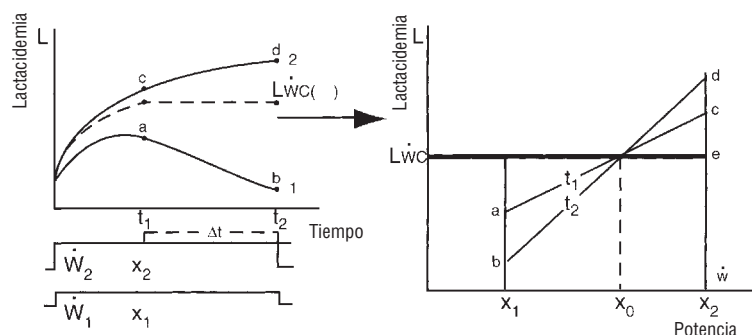 Lactacidemia
L
d 2
c
LẆC( )
a
b 1
t₁
t₂
Tiempo
Δt
Ẇ₂
x₂
Ẇ₁
x₁
Lactacidemia
L
d
c
LẆC
e
t₁
a
t₂
b
ẇ
x₁
x₀
x₂
Potencia